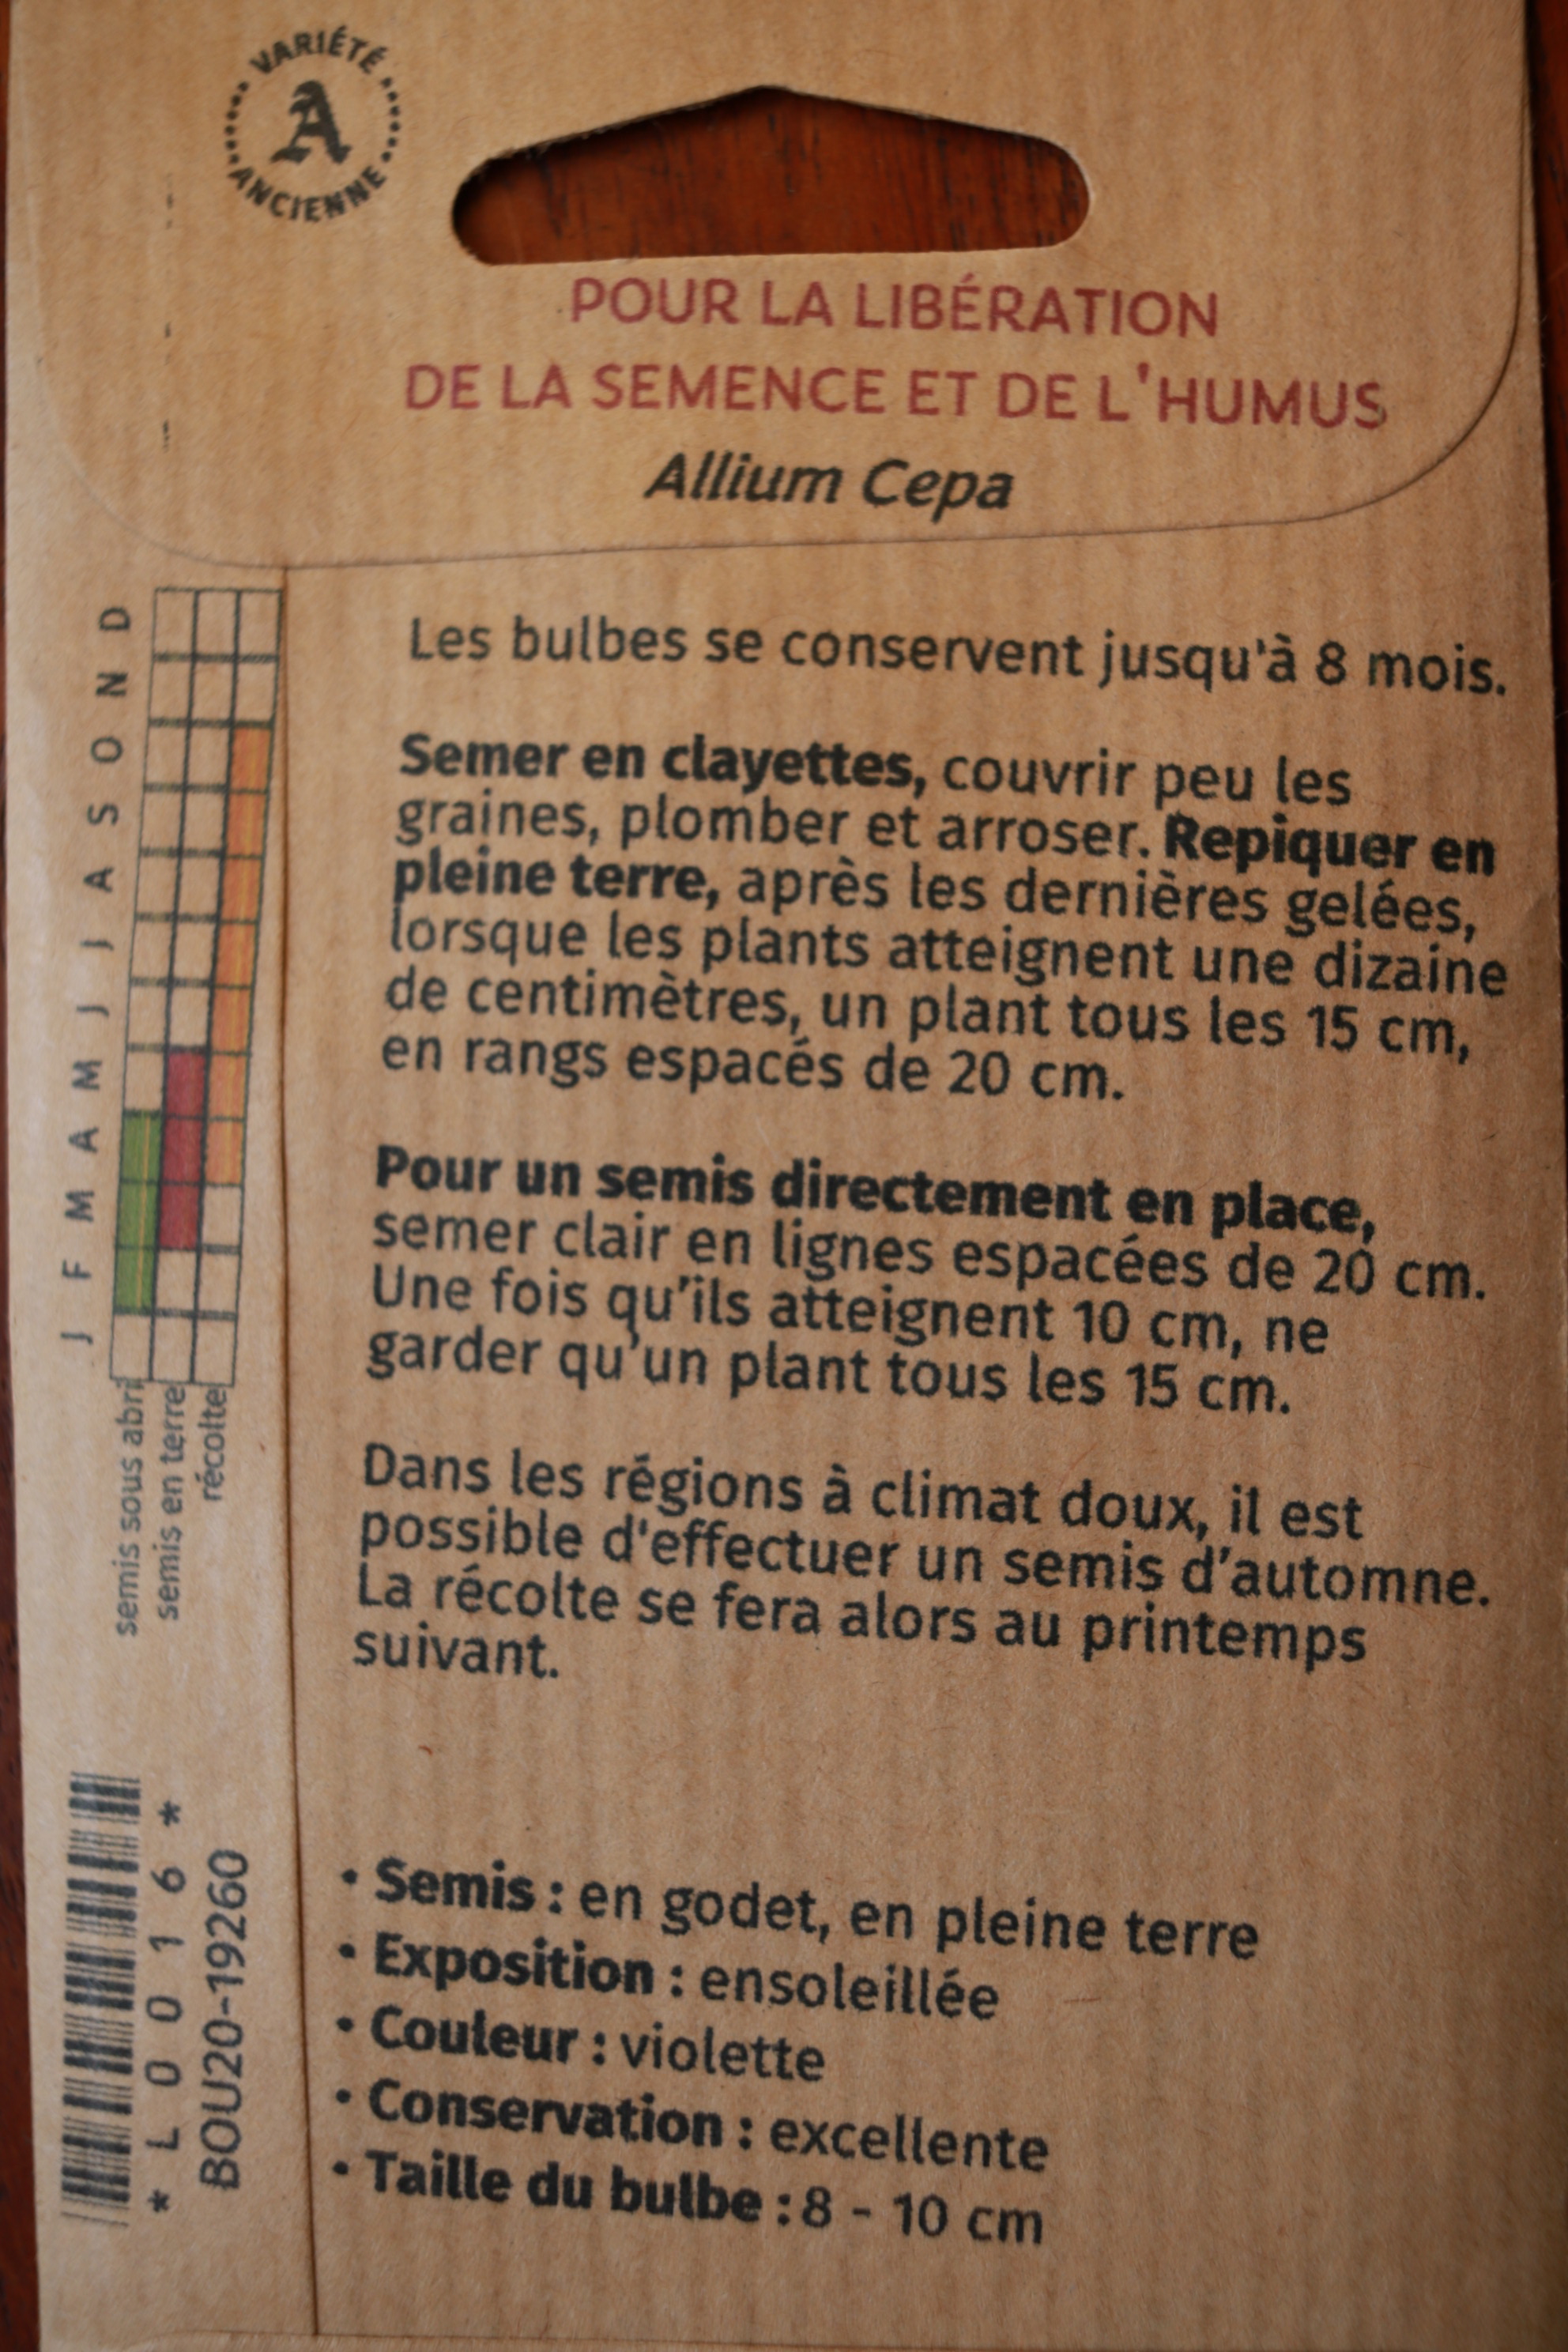 VARIÉTÉ
A
ANCIENNE
POUR LA LIBÉRATION
DE LA SEMENCE ET DE L'HUMUS
Allium Cepa
J F M A M J J A S O N D
semis sous abri
semis en terre
récolte
Les bulbes se conservent jusqu'à 8 mois.
Semer en clayettes, couvrir peu les
graines, plomber et arroser. Repiquer en
pleine terre, après les dernières gelées,
lorsque les plants atteignent une dizaine
de centimètres, un plant tous les 15 cm,
en rangs espacés de 20 cm.
Pour un semis directement en place,
semer clair en lignes espacées de 20 cm.
Une fois qu’ils atteignent 10 cm, ne
garder qu’un plant tous les 15 cm.
Dans les régions à climat doux, il est
possible d'effectuer un semis d’automne.
La récolte se fera alors au printemps
suivant.
* L 0 0 1 6 *
BOU20-19260
• Semis : en godet, en pleine terre
• Exposition : ensoleillée
• Couleur : violette
• Conservation : excellente
• Taille du bulbe : 8 - 10 cm